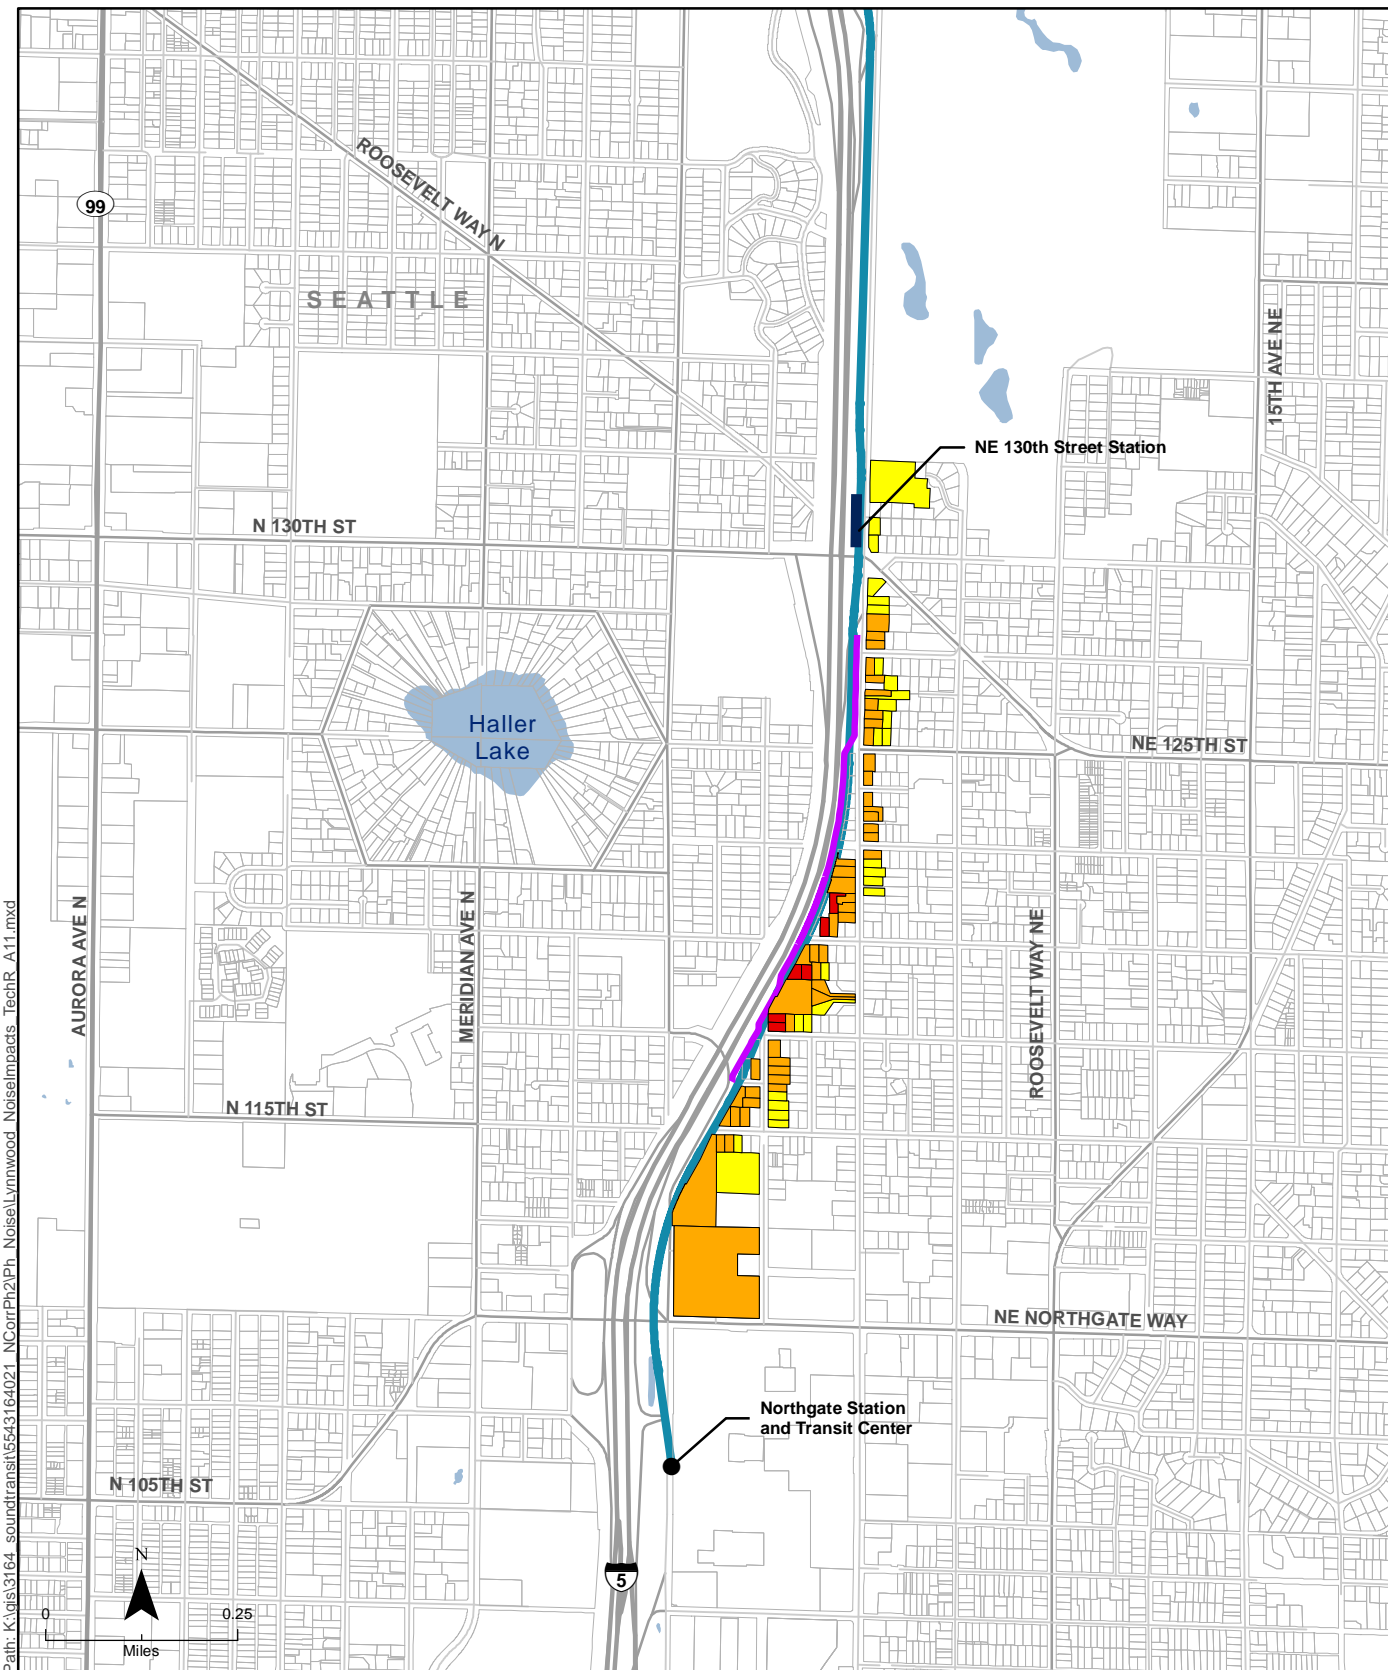 ROOSEVELT WAY N
99
SEATTLE
15TH AVE NE
NE 130th Street Station
N 130TH ST
Haller
Lake
NE 125TH ST
AURORA AVE N
MERIDIAN AVE N
ROOSEVELT WAY NE
N 115TH ST
NE NORTHGATE WAY
Northgate Station
and Transit Center
N 105TH ST
N
5
0 0.25
Miles
Path: K:\gis\3164_soundtransit\5543164021_NCorrPh2\Ph_Noise\Lynnwood_NoiseImpacts_TechR_A11.mxd